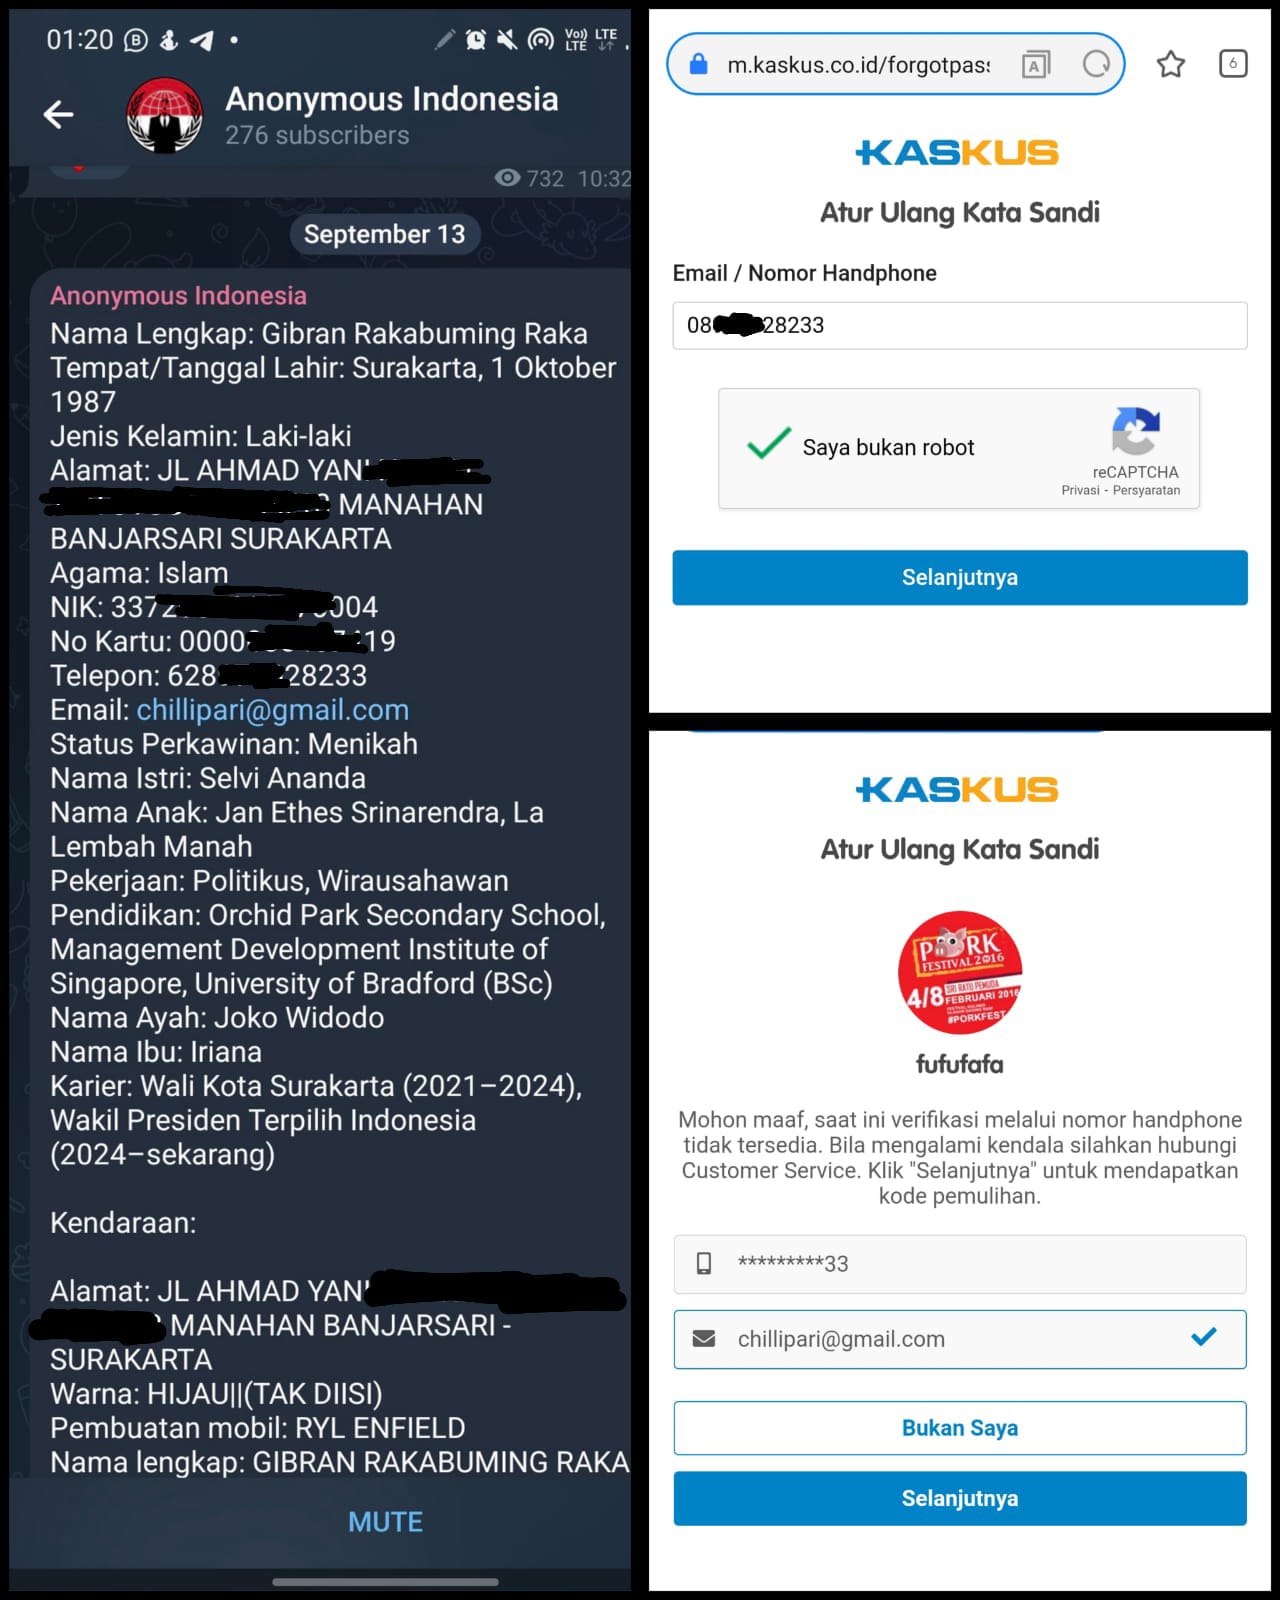 01:20
Vo)) LTE
LTE
Anonymous Indonesia
276 subscribers
732 10:32
September 13
Anonymous Indonesia
Nama Lengkap: Gibran Rakabuming Raka
Tempat/Tanggal Lahir: Surakarta, 1 Oktober
1987
Jenis Kelamin: Laki-laki
Alamat: JL AHMAD YANI
MANAHAN
BANJARSARI SURAKARTA
Agama: Islam
NIK: 3372 004
No Kartu: 0000 19
Telepon: 628 28233
Email: chillipari@gmail.com
Status Perkawinan: Menikah
Nama Istri: Selvi Ananda
Nama Anak: Jan Ethes Srinarendra, La
Lembah Manah
Pekerjaan: Politikus, Wirausahawan
Pendidikan: Orchid Park Secondary School,
Management Development Institute of
Singapore, University of Bradford (BSc)
Nama Ayah: Joko Widodo
Nama Ibu: Iriana
Karier: Wali Kota Surakarta (2021–2024),
Wakil Presiden Terpilih Indonesia
(2024–sekarang)
Kendaraan:
Alamat: JL AHMAD YANI
MANAHAN BANJARSARI -
SURAKARTA
Warna: HIJAU||(TAK DIISI)
Pembuatan mobil: RYL ENFIELD
Nama lengkap: GIBRAN RAKABUMING RAKA
MUTE
m.kaskus.co.id/forgotpas
6
KASKUS
Atur Ulang Kata Sandi
Email / Nomor Handphone
08 28233
Saya bukan robot
reCAPTCHA
Privasi - Persyaratan
Selanjutnya
KASKUS
Atur Ulang Kata Sandi
PORK
FESTIVAL 2016
4/8
SRI RATU PEMUDA
FEBRUARI 2016
#PORKFEST
fufufafa
Mohon maaf, saat ini verifikasi melalui nomor handphone
tidak tersedia. Bila mengalami kendala silahkan hubungi
Customer Service. Klik "Selanjutnya" untuk mendapatkan
kode pemulihan.
*********33
chillipari@gmail.com
Bukan Saya
Selanjutnya